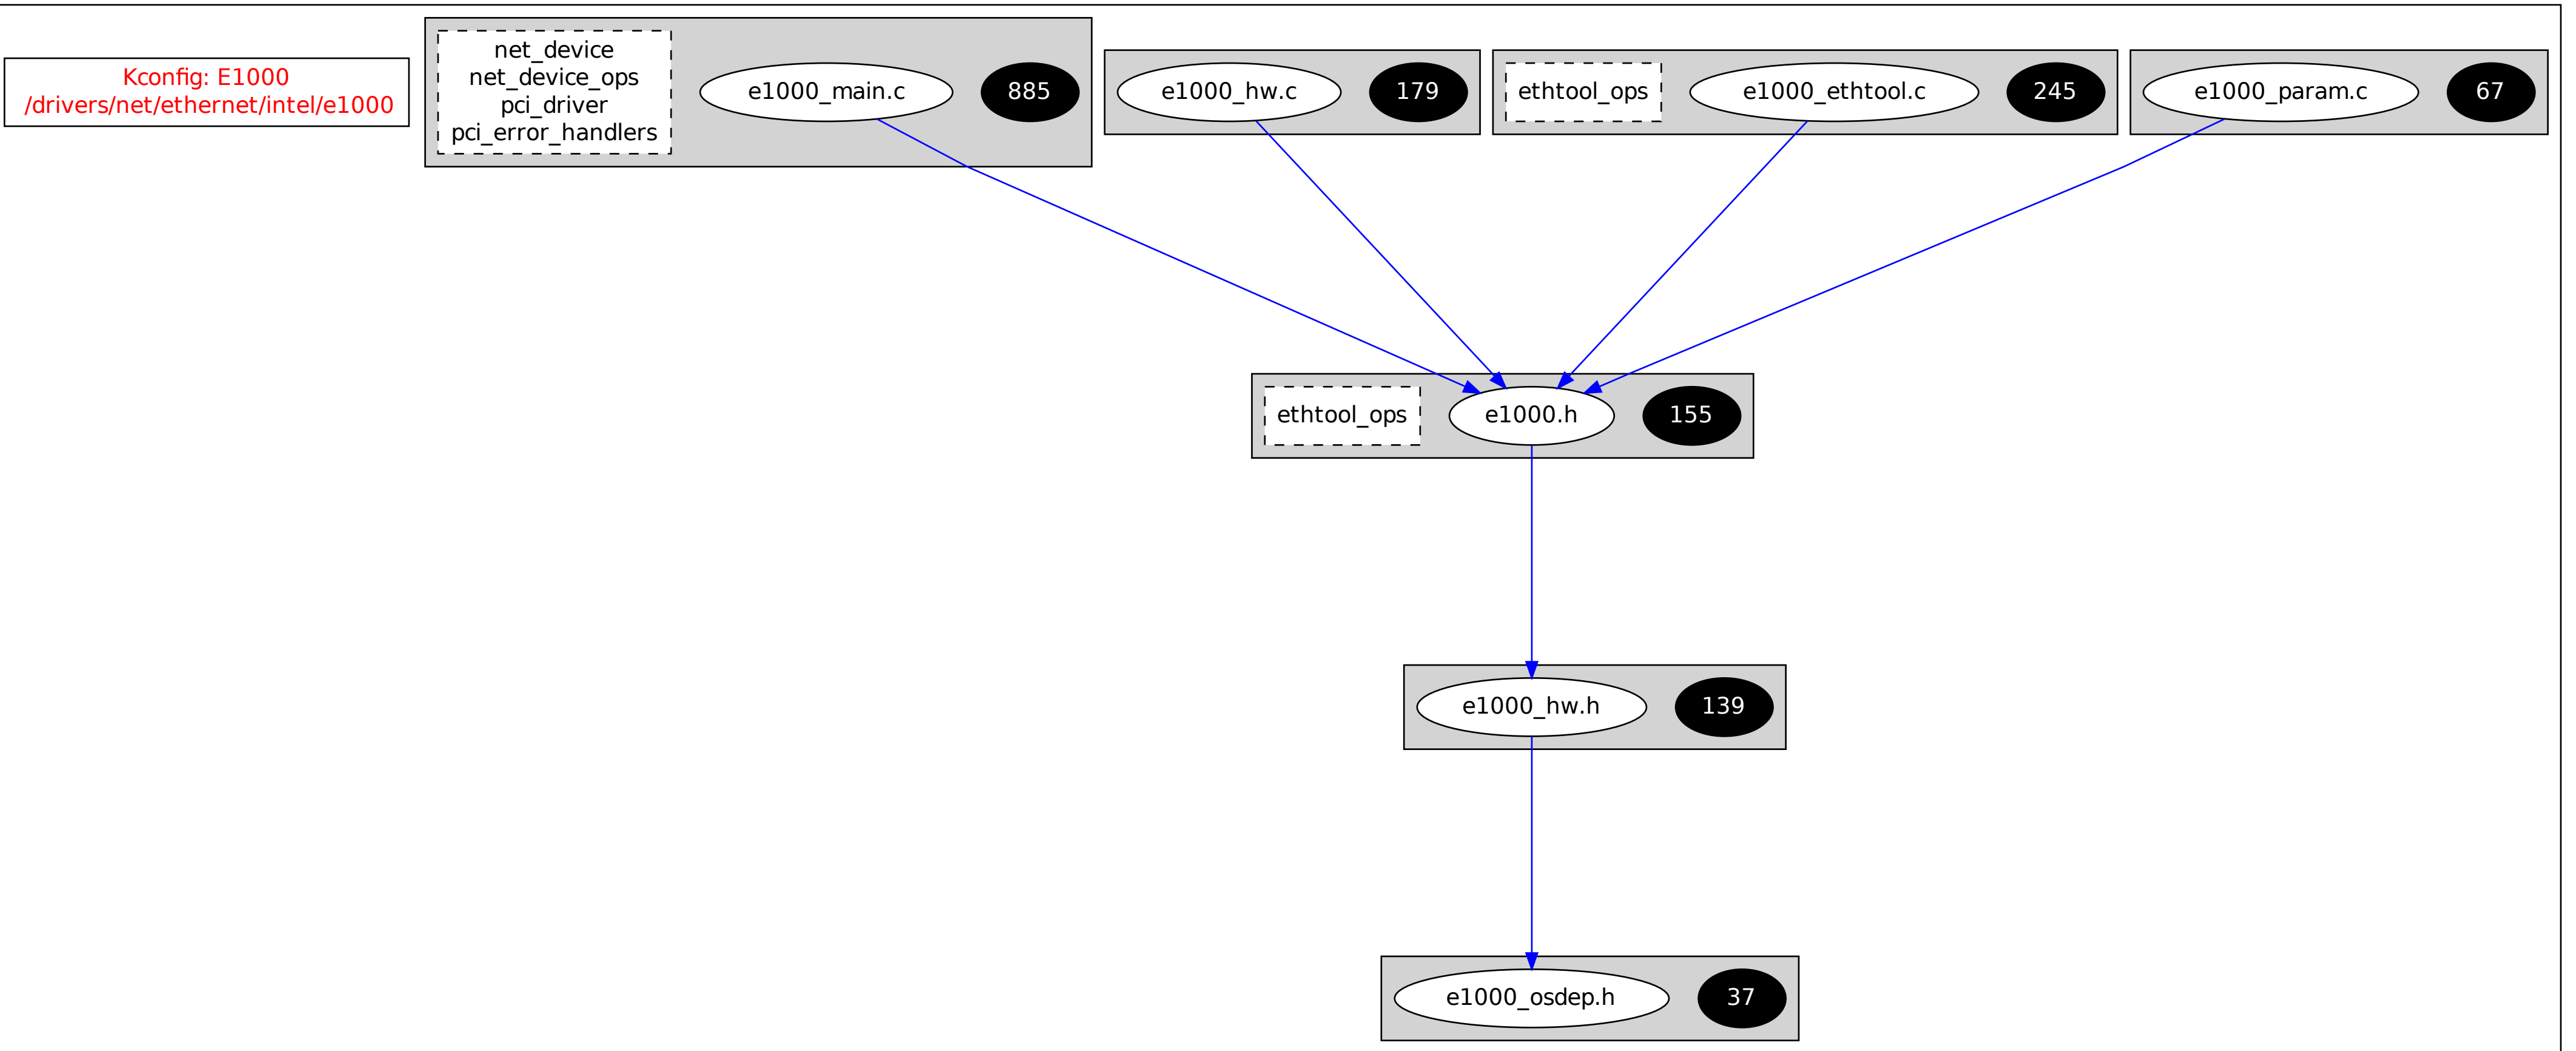 Kconfig: E1000
/drivers/net/ethernet/intel/e1000
net_device
net_device_ops
pci_driver
pci_error_handlers
e1000_main.c
885
e1000_hw.c
179
ethtool_ops
e1000_ethtool.c
245
e1000_param.c
67
ethtool_ops
e1000.h
155
e1000_hw.h
139
e1000_osdep.h
37